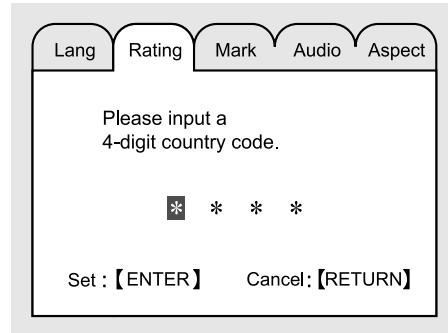 Lang Rating Mark Audio Aspect
Please input a
4-digit country code.
* * * *
Set :【ENTER】 Cancel:【RETURN】